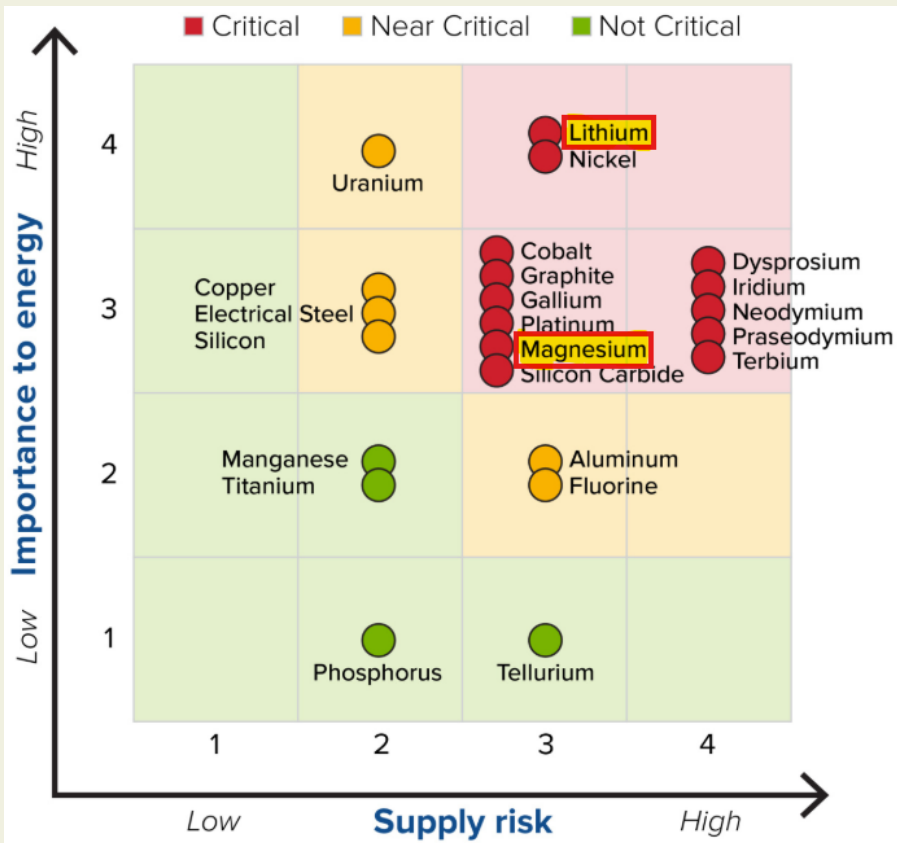 Critical
Near Critical
Not Critical
High
Importance to energy
Low
4
3
2
1
Uranium
Lithium
Nickel
Copper
Electrical Steel
Silicon
Cobalt
Graphite
Gallium
Platinum
Magnesium
Silicon Carbide
Dysprosium
Iridium
Neodymium
Praseodymium
Terbium
Manganese
Titanium
Aluminum
Fluorine
Phosphorus
Tellurium
1 2 3 4
Low Supply risk High